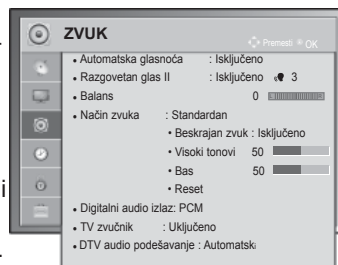 ZVUK
Premesti OK
• Automatska glasnoća : Isključeno
• Razgovetan glas II : Isključeno 3
• Balans 0
• Način zvuka : Standardan
• Beskrajan zvuk : Isključeno
• Visoki tonovi 50
• Bas 50
• Reset
i
• Digitalni audio izlaz: PCM
• TV zvučnik : Uključeno
• DTV audio podešavanje : Automatsk